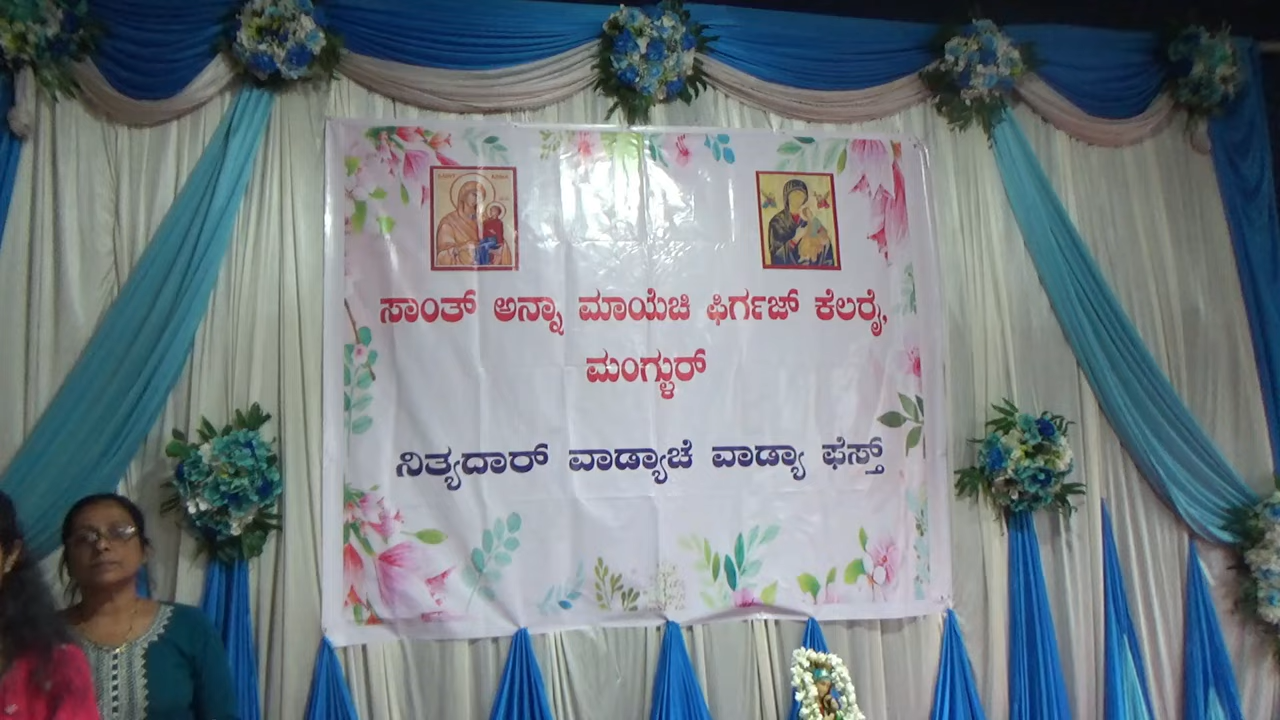 ಸಾಂತ್ ಅನ್ನಾ ಮಾಯೆಚಿ ಫಿರ್ಗಜ್ ಕೆಲರೈ,
ಮಂಗ್ಳುರ್
ನಿತ್ಯದಾರ್ ವಾಡ್ಯಾಚೆ ವಾಡ್ಯಾ ಫೆಸ್ತ್